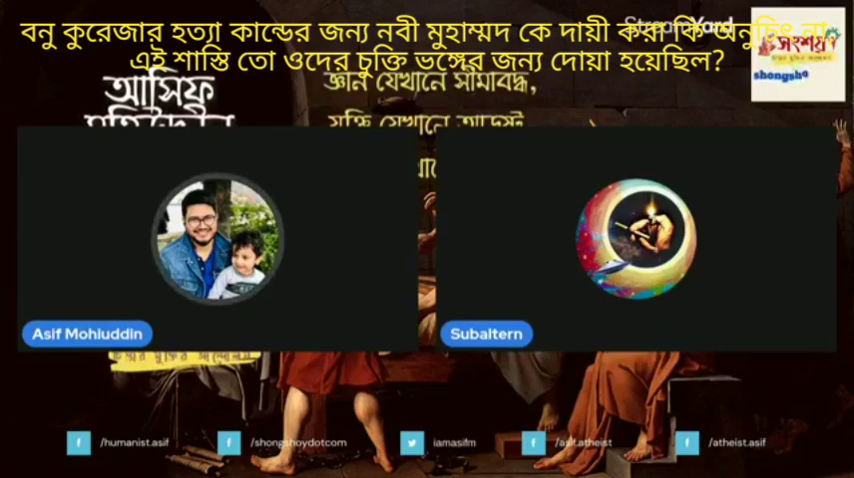 বনু কুরেজার হত্যা কান্ডের জন্য নবী মুহাম্মদ কে দায়ী করা কি অনুচিৎ না
এই শাস্তি তো ওদের চুক্তি ভঙ্গের জন্য দোয়া হয়েছিল?
StreamYard
সংশয়
shongsho
আসিফ
জ্ঞান যেখানে সীমাবদ্ধ,
যুক্তি যেখানে আড়ষ্ট
Asif Mohiuddin
Subaltern
/humanist.asif
/shongshoydotcom
iamasifm
/asif.atheist
/atheist.asif